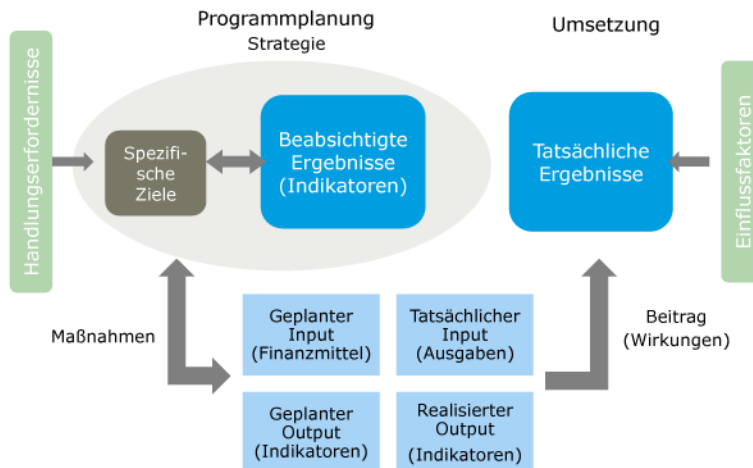 Programmplanung
Strategie
Umsetzung
Handlungserfordernisse
Spezifi-
sche
Ziele
Beabsichtigte
Ergebnisse
(Indikatoren)
Tatsächliche
Ergebnisse
Einflussfaktoren
Maßnahmen
Geplanter
Input
(Finanzmittel)
Tatsächlicher
Input
(Ausgaben)
Beitrag
(Wirkungen)
Geplanter
Output
(Indikatoren)
Realisierter
Output
(Indikatoren)